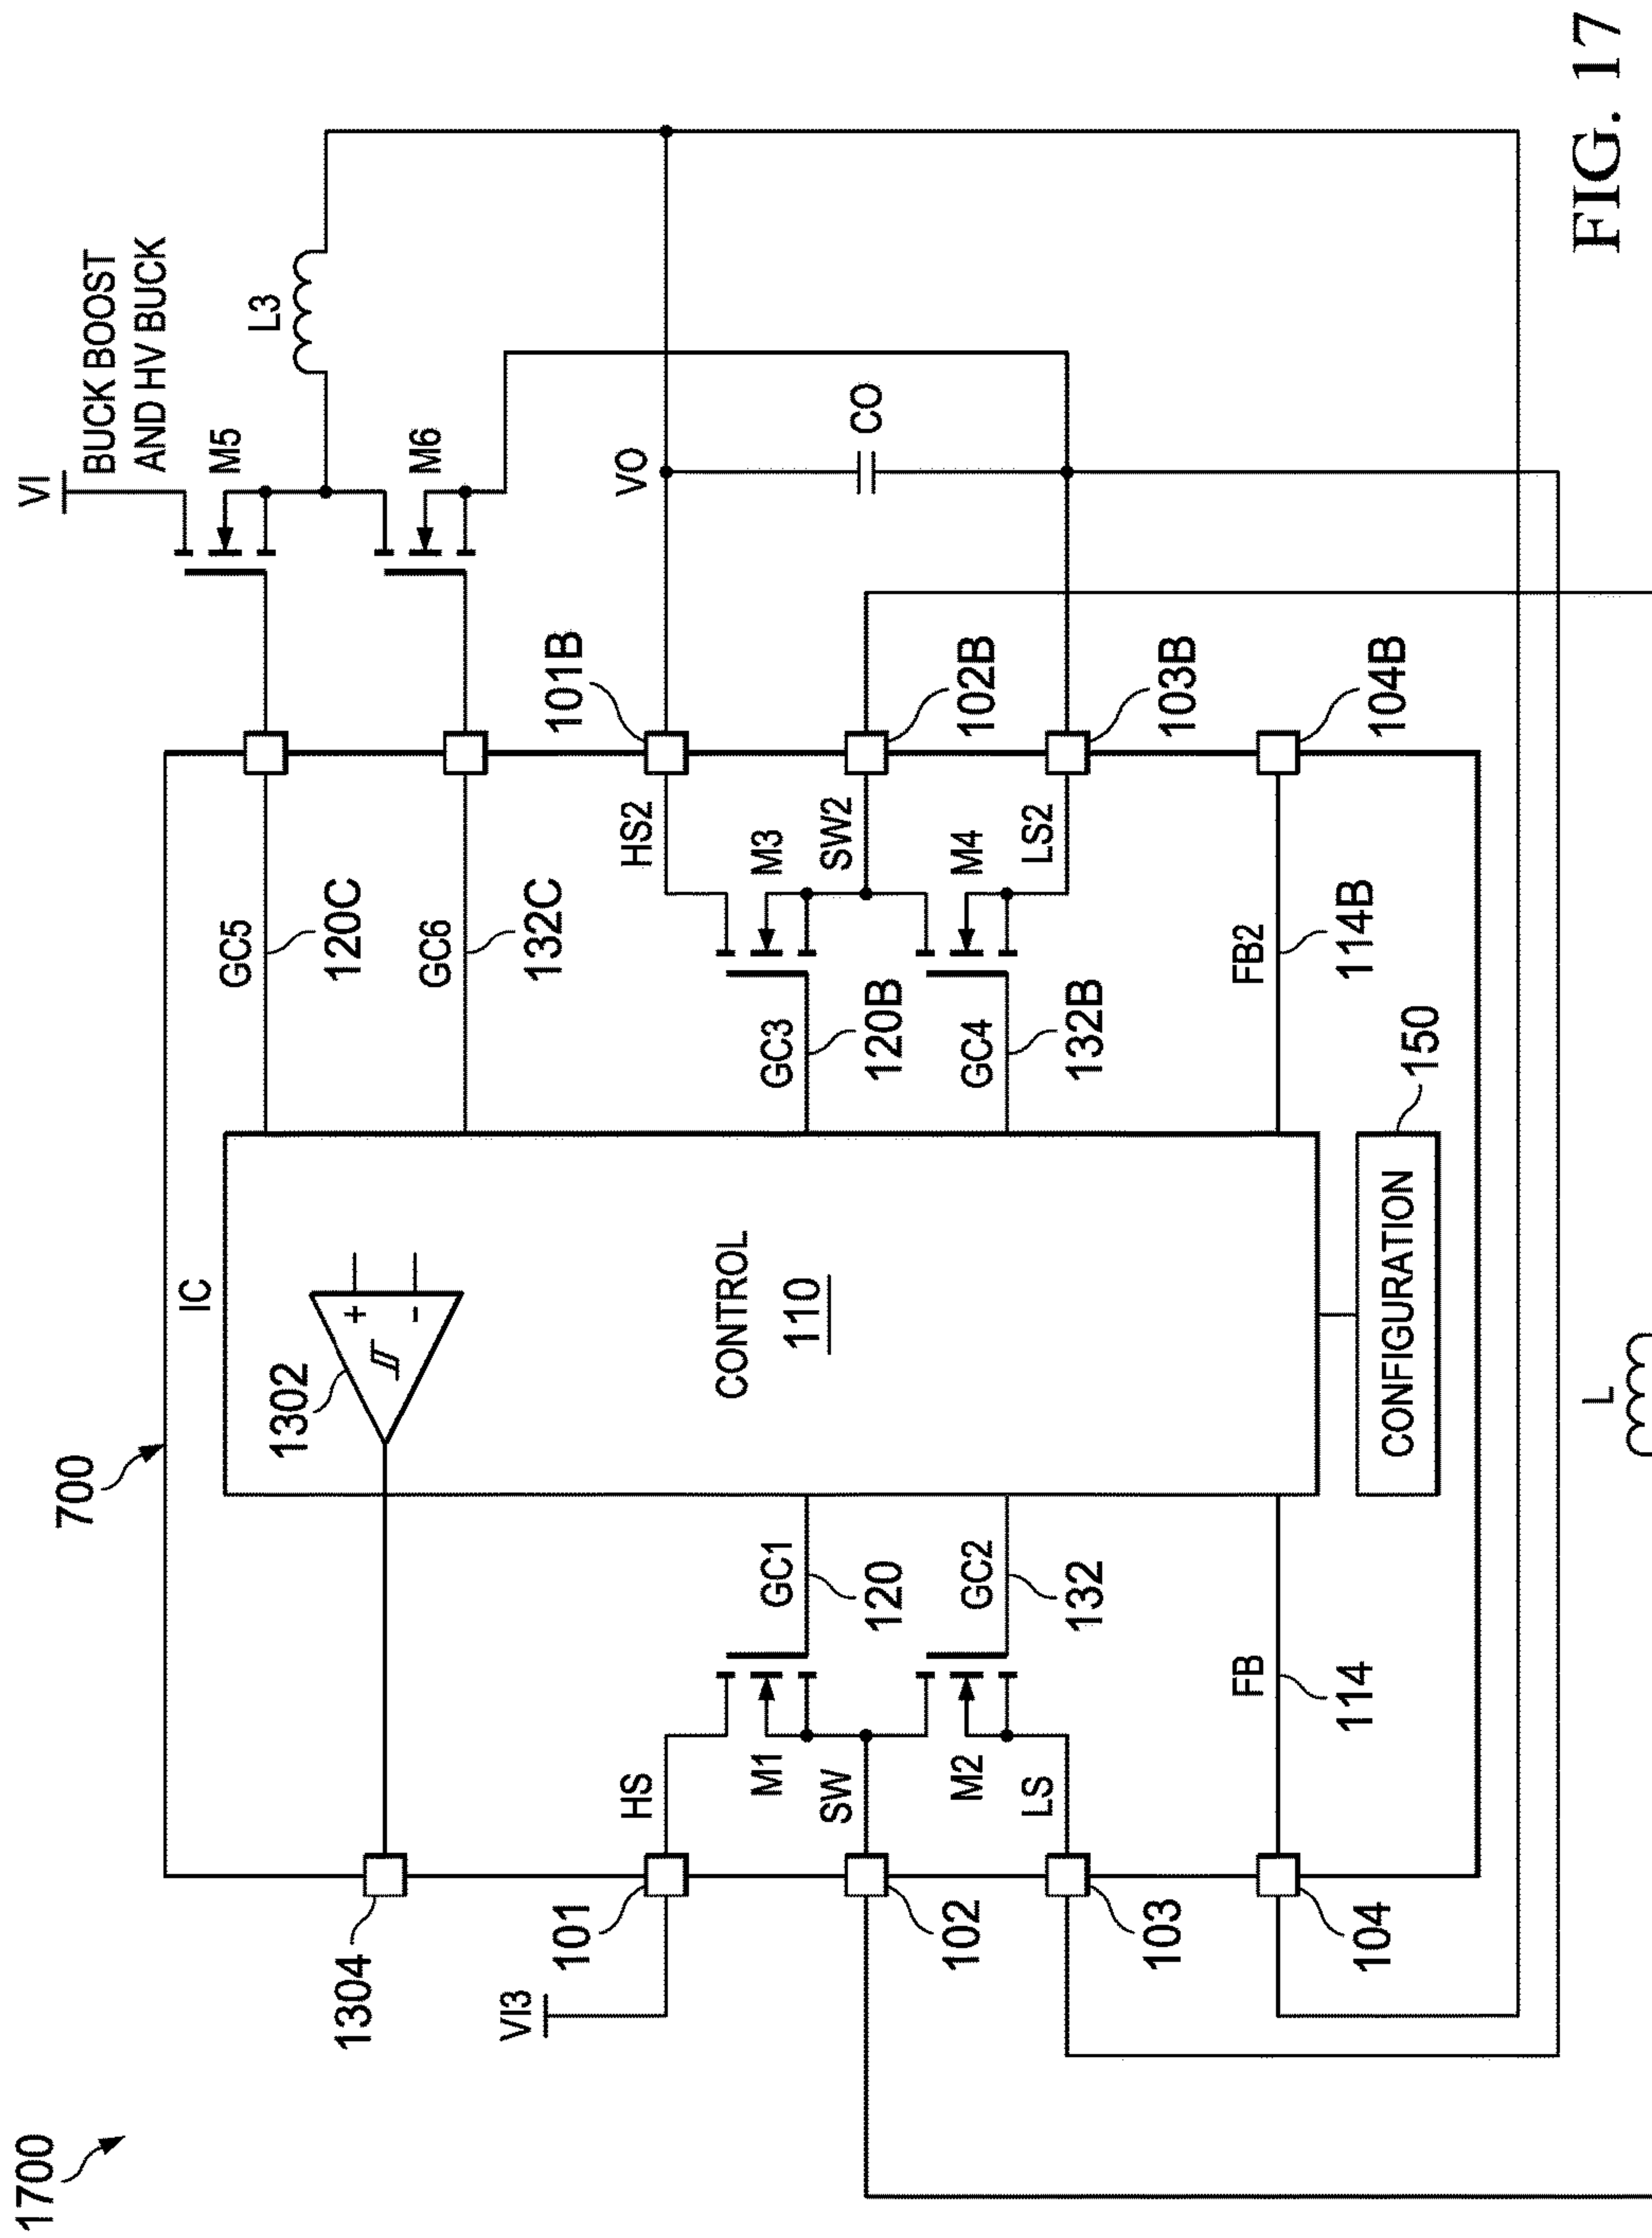 1700
700
IC
1304
1302
VI
BUCK BOOST
AND HV BUCK
M5
L3
M6
GC5
120C
GC6
132C
VI3
101
HS
M1
GC1
120
SW
102
M2
GC2
132
LS
103
FB
114
104
CONTROL
110
HS2
101B
M3
GC3
120B
SW2
102B
M4
GC4
132B
LS2
103B
FB2
114B
104B
VO
CO
CONFIGURATION
150
L
+
-
FIG. 17